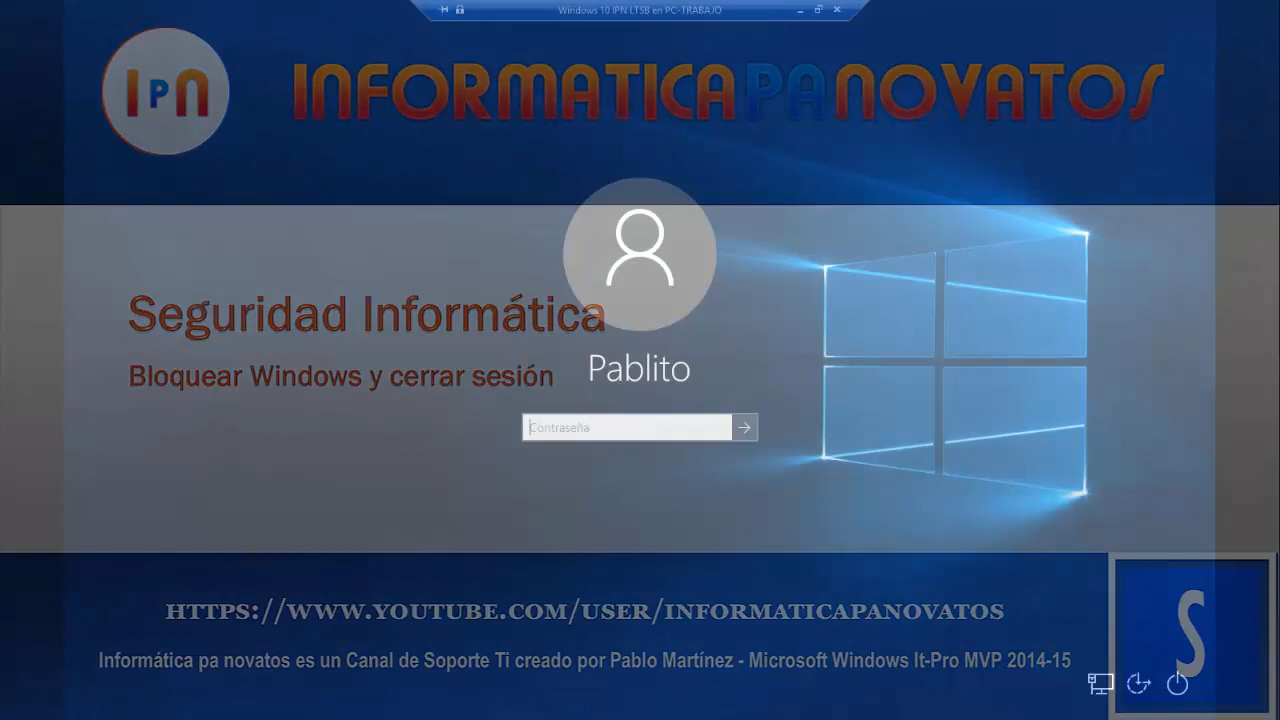 Windows 10 IPN LTSB en PC-TRABAJO
IPN
INFORMATICAPANOVATOS
Seguridad Informática
Bloquear Windows y cerrar sesión
Pablito
Contraseña
HTTPS://WWW.YOUTUBE.COM/USER/INFORMATICAPANOVATOS
Informática pa novatos es un Canal de Soporte Ti creado por Pablo Martínez - Microsoft Windows It-Pro MVP 2014-15
S